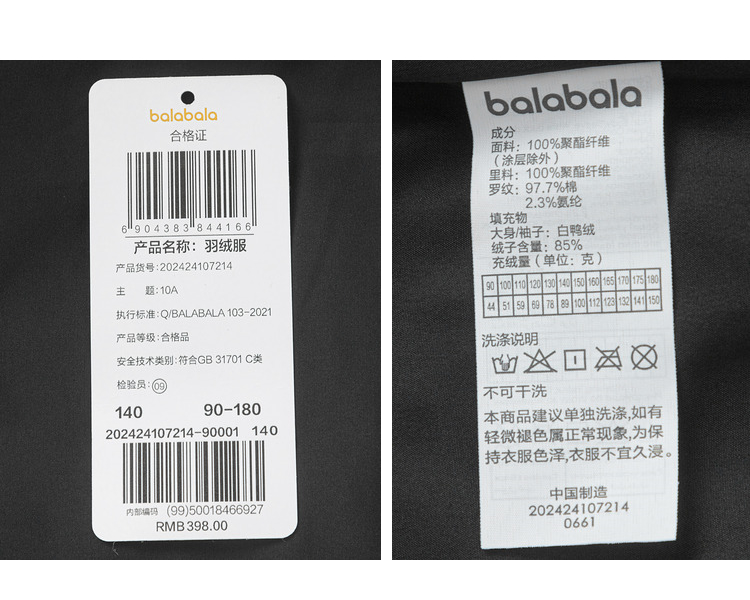 balabala
合格证
6 904383 844166
产品名称：羽绒服
产品货号：202424107214
主　题：10A
执行标准：Q/BALABALA 103-2021
产品等级：合格品
安全技术类别：符合GB 31701 C类
检验员：09
140 90-180
202424107214-90001 140
内部编码 (99)50018466927
RMB398.00
balabala
成分
面料：100%聚酯纤维
（涂层除外）
里料：100%聚酯纤维
罗纹：97.7%棉
2.3%氨纶
填充物
大身/袖子：白鸭绒
绒子含量：85%
充绒量（单位：克）
90 100 110 120 130 140 150 160 165 170 175 180
44 51 59 69 78 89 100 112 123 132 141 150
洗涤说明
不可干洗
本商品建议单独洗涤,如有
轻微褪色属正常现象,为保
持衣服色泽,衣服不宜久浸。
中国制造
202424107214
0661